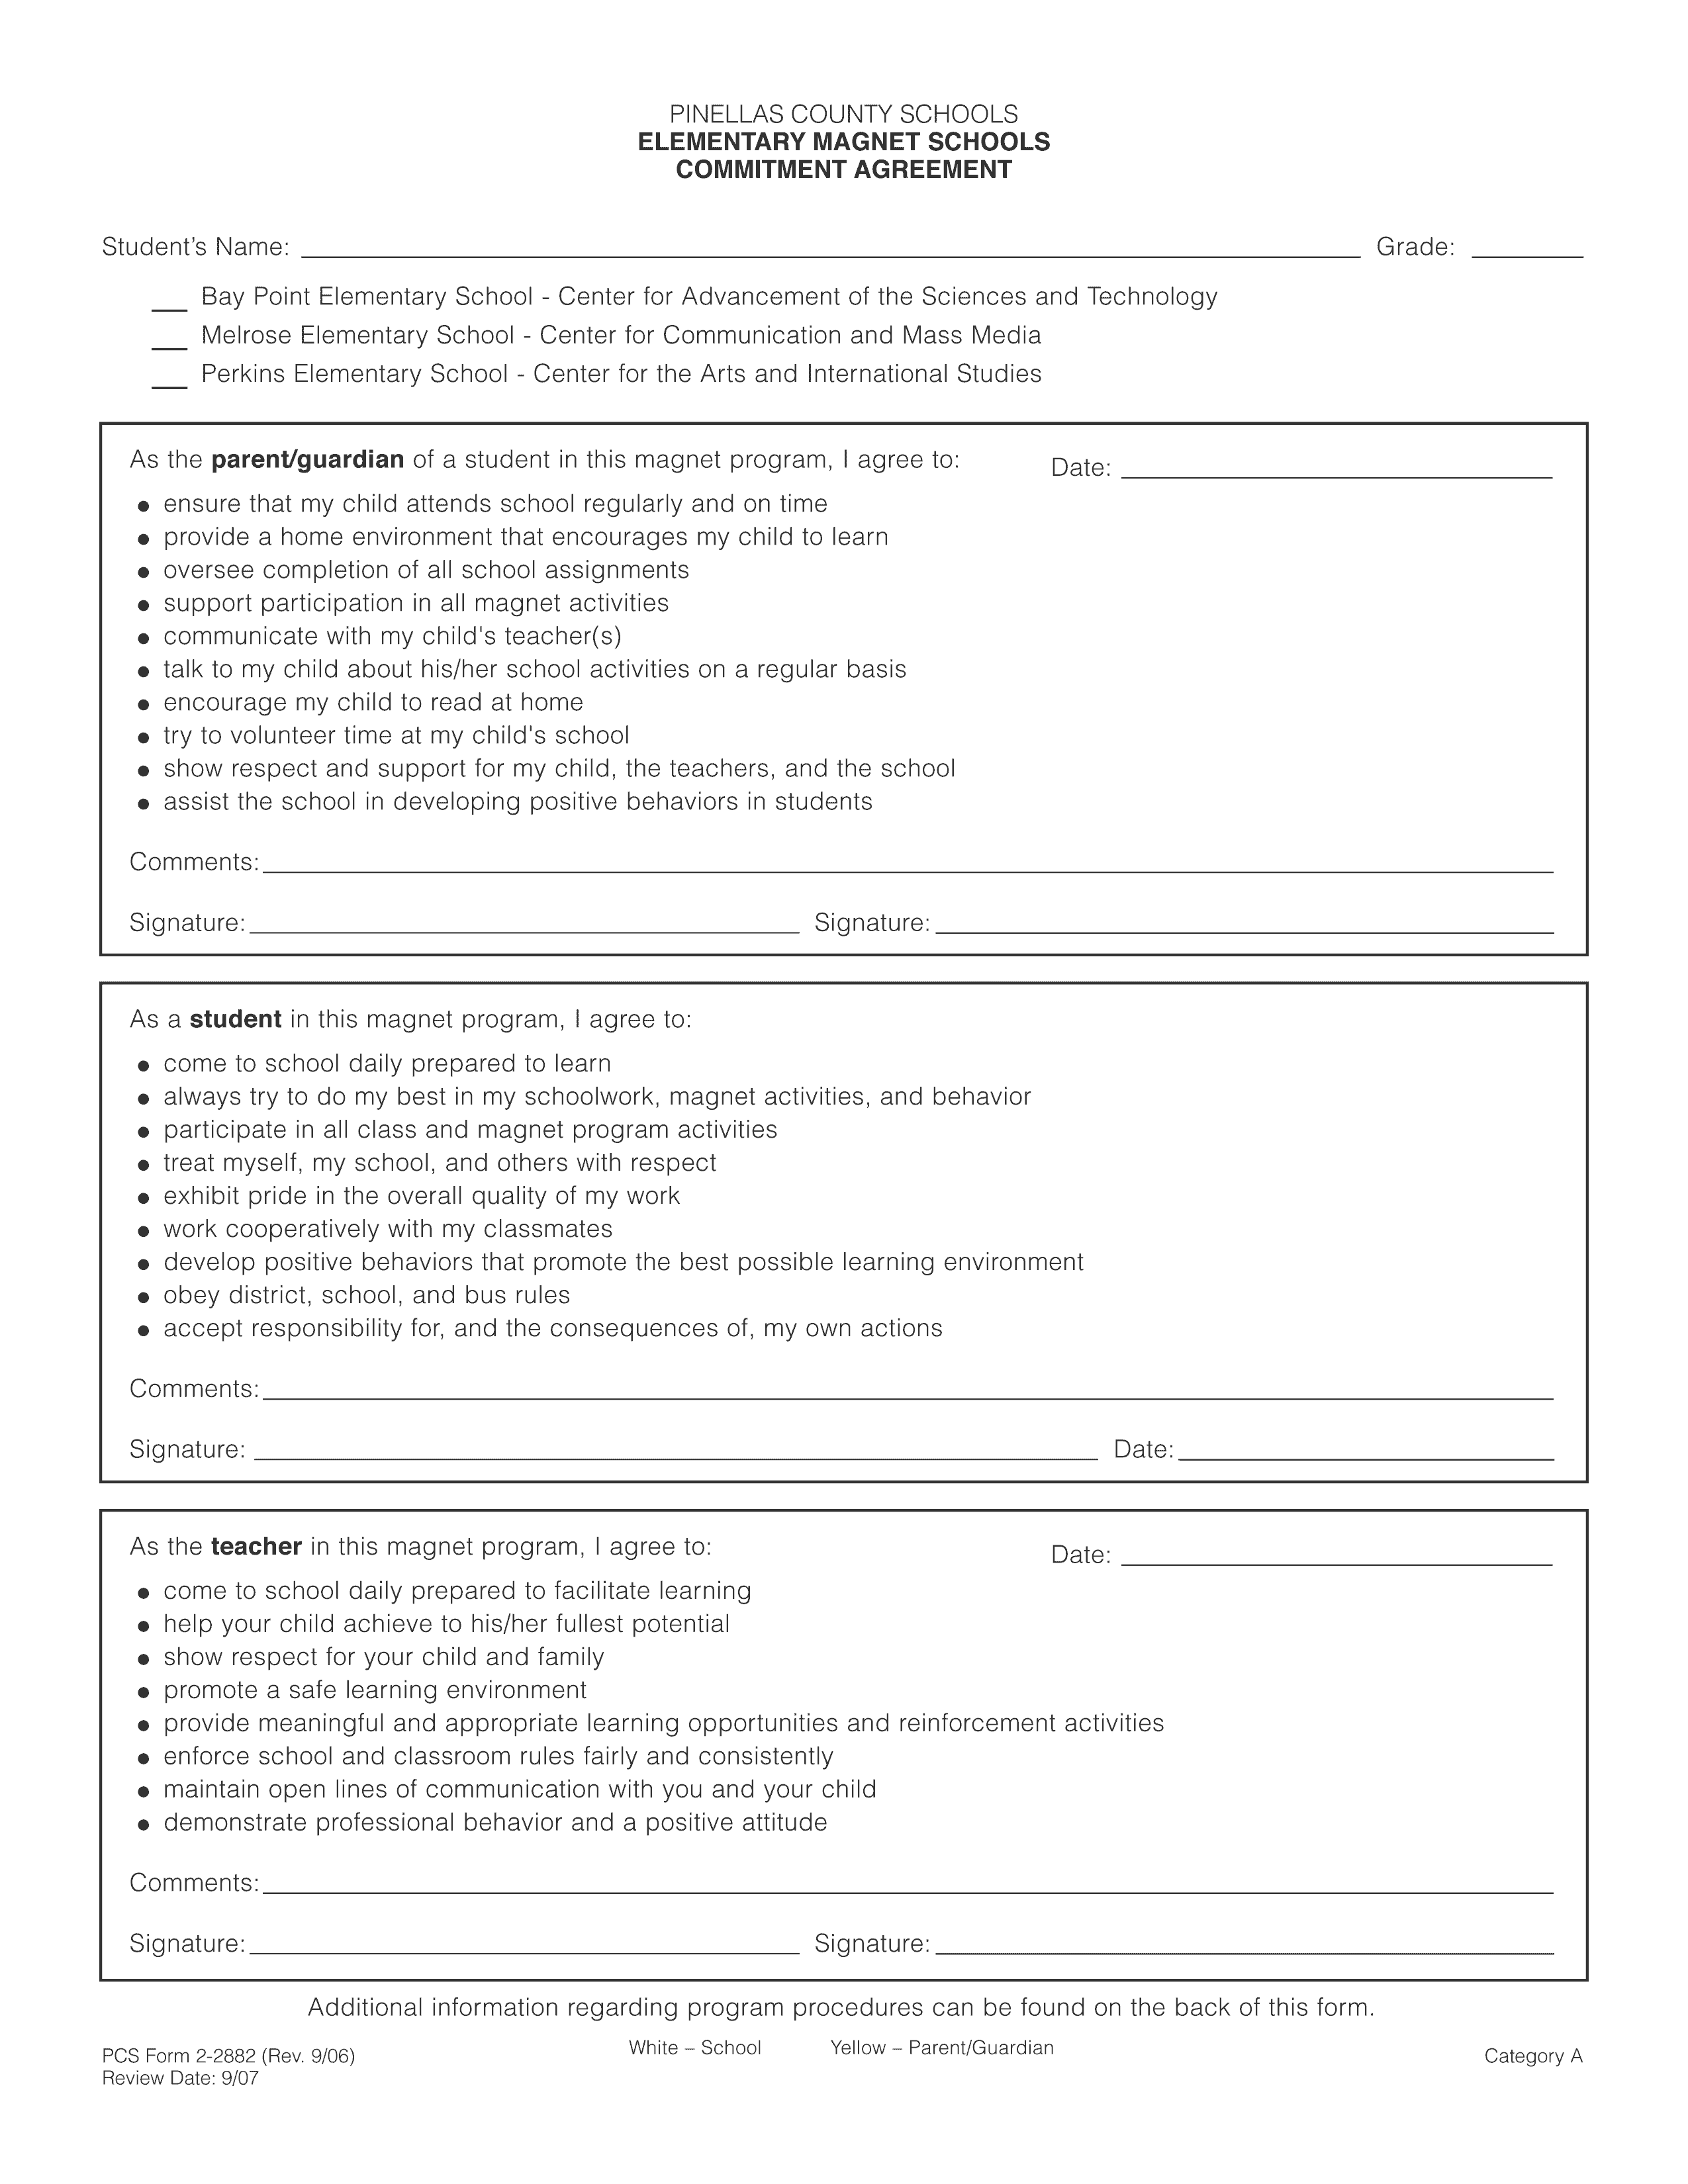 PINELLAS COUNTY SCHOOLS
ELEMENTARY MAGNET SCHOOLS
COMMITMENT AGREEMENT
Student's Name: Grade:
Bay Point Elementary School - Center for Advancement of the Sciences and Technology
Melrose Elementary School - Center for Communication and Mass Media
Perkins Elementary School - Center for the Arts and International Studies
As the parent/guardian of a student in this magnet program, I agree to: Date:
● ensure that my child attends school regularly and on time
● provide a home environment that encourages my child to learn
● oversee completion of all school assignments
● support participation in all magnet activities
● communicate with my child's teacher(s)
● talk to my child about his/her school activities on a regular basis
● encourage my child to read at home
● try to volunteer time at my child's school
● show respect and support for my child, the teachers, and the school
● assist the school in developing positive behaviors in students
Comments:
Signature: Signature:
As a student in this magnet program, I agree to:
● come to school daily prepared to learn
● always try to do my best in my schoolwork, magnet activities, and behavior
● participate in all class and magnet program activities
● treat myself, my school, and others with respect
● exhibit pride in the overall quality of my work
● work cooperatively with my classmates
● develop positive behaviors that promote the best possible learning environment
● obey district, school, and bus rules
● accept responsibility for, and the consequences of, my own actions
Comments:
Signature: Date:
As the teacher in this magnet program, I agree to: Date:
● come to school daily prepared to facilitate learning
● help your child achieve to his/her fullest potential
● show respect for your child and family
● promote a safe learning environment
● provide meaningful and appropriate learning opportunities and reinforcement activities
● enforce school and classroom rules fairly and consistently
● maintain open lines of communication with you and your child
● demonstrate professional behavior and a positive attitude
Comments:
Signature: Signature:
Additional information regarding program procedures can be found on the back of this form.
PCS Form 2-2882 (Rev. 9/06) White – School Yellow – Parent/Guardian Category A
Review Date: 9/07